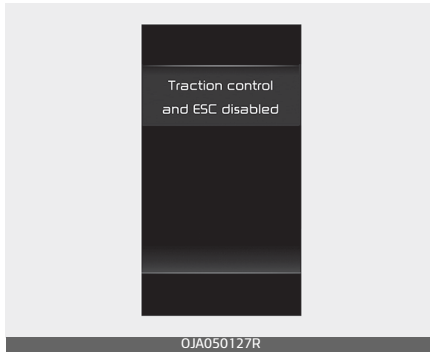 Traction control
and ESC disabled
OJA050127R